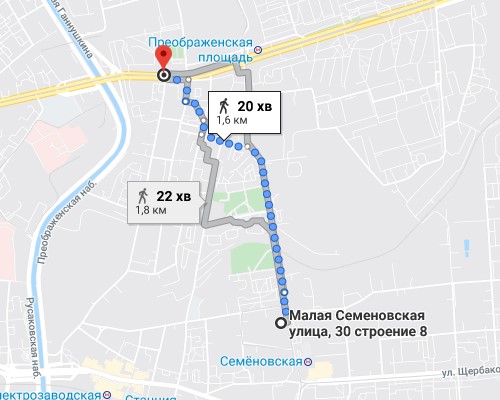 ая Ганнушкина
Преображенская
площадь
20 хв
1,6 км
22 хв
1,8 км
Преображенская наб.
Русаковская наб.
Малая Семеновская
улица, 30 строение 8
Семёновская
ул. Щербако
лектрозаводская
Станция